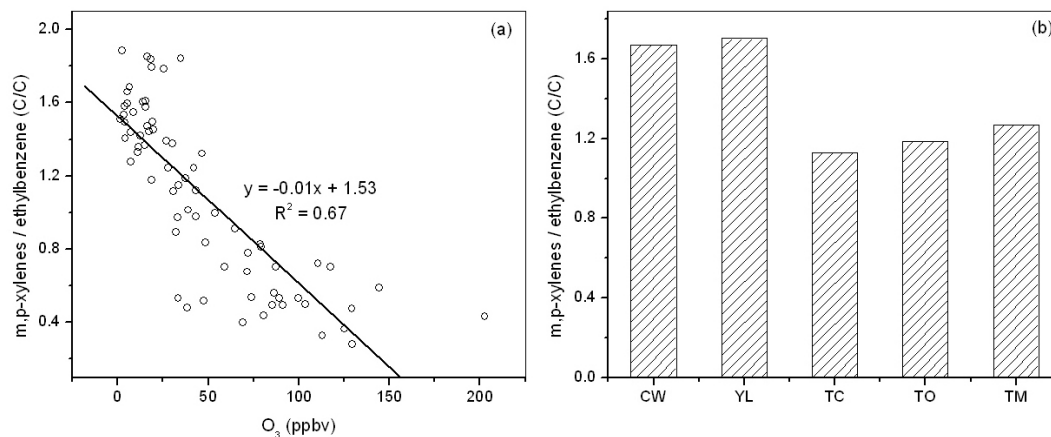 (a)
2.0
1.6
1.2
0.8
0.4
m,p-xylenes / ethylbenzene (C/C)
y = -0.01x + 1.53
R² = 0.67
0 50 100 150 200
O₃ (ppbv)
(b)
1.6
1.2
0.8
0.4
0.0
m,p-xylenes / ethylbenzene (C/C)
CW YL TC TO TM